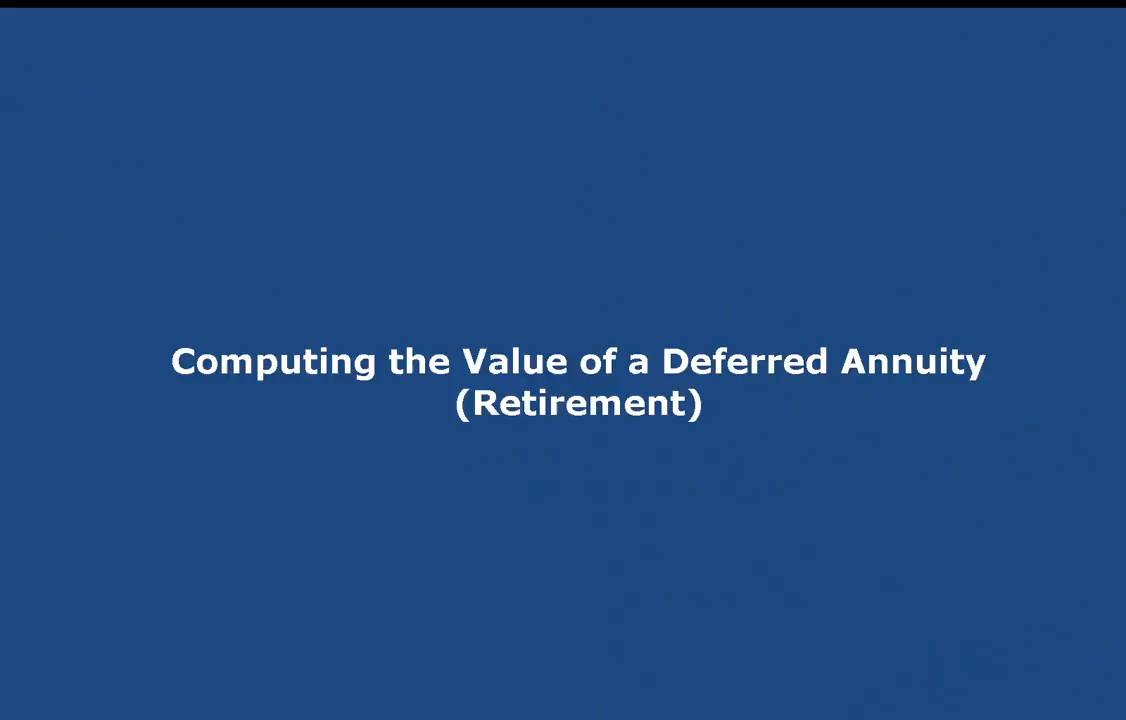 Computing the Value of a Deferred Annuity
(Retirement)